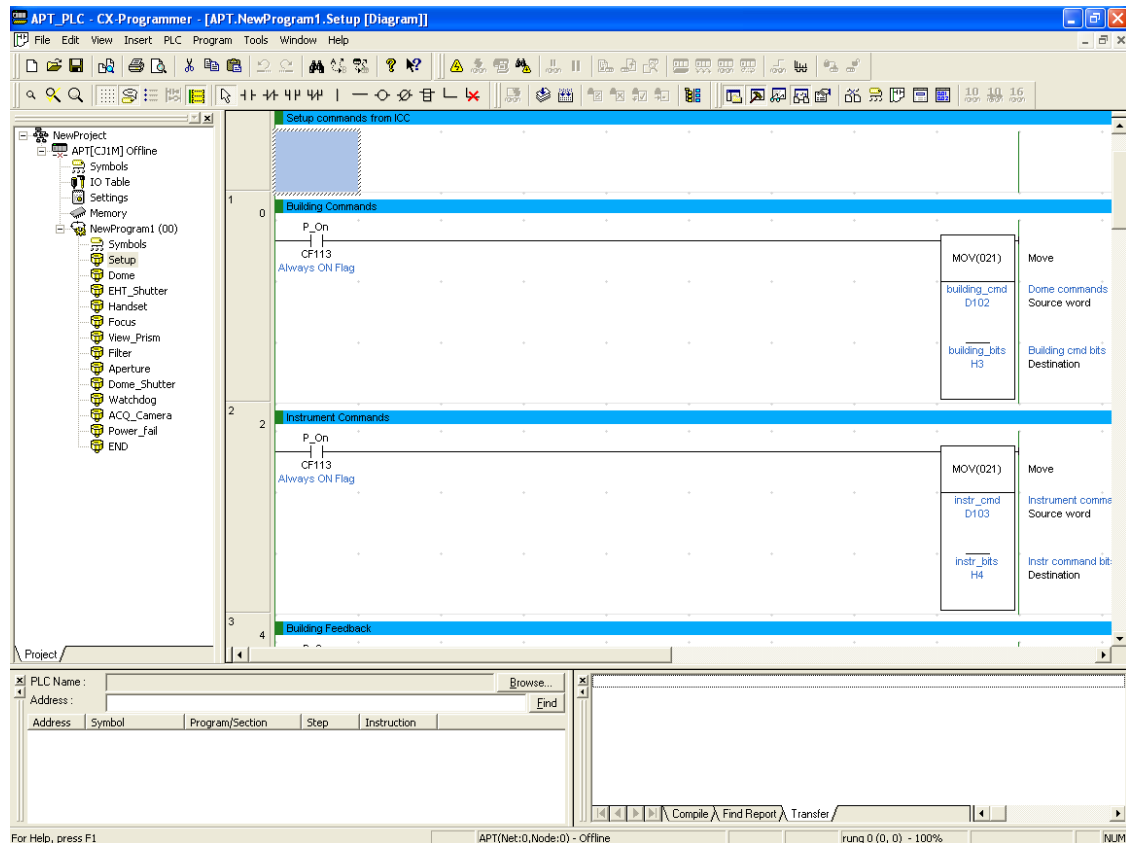 APT_PLC - CX-Programmer - [APT.NewProgram1.Setup [Diagram]]
File Edit View Insert PLC Program Tools Window Help
10 10 16
NewProject
APT[CJ1M] Offline
Symbols
IO Table
Settings
Memory
NewProgram1 (00)
Symbols
Setup
Dome
EHT_Shutter
Handset
Focus
View_Prism
Filter
Aperture
Dome_Shutter
Watchdog
ACQ_Camera
Power_fail
END
Project
Setup commands from ICC
1
0
Building Commands
P_On
CF113
Always ON Flag
MOV(021) Move
building_cmd Dome commands
D102 Source word
building_bits Building cmd bits
H3 Destination
2
2
Instrument Commands
P_On
CF113
Always ON Flag
MOV(021) Move
instr_cmd Instrument comma
D103 Source word
instr_bits Instr command bit
H4 Destination
3
4
Building Feedback
PLC Name :
Browse...
Address :
Find
Address Symbol Program/Section Step Instruction
Compile Find Report Transfer
For Help, press F1
APT(Net:0,Node:0) - Offline
rung 0 (0, 0) - 100%
NUM